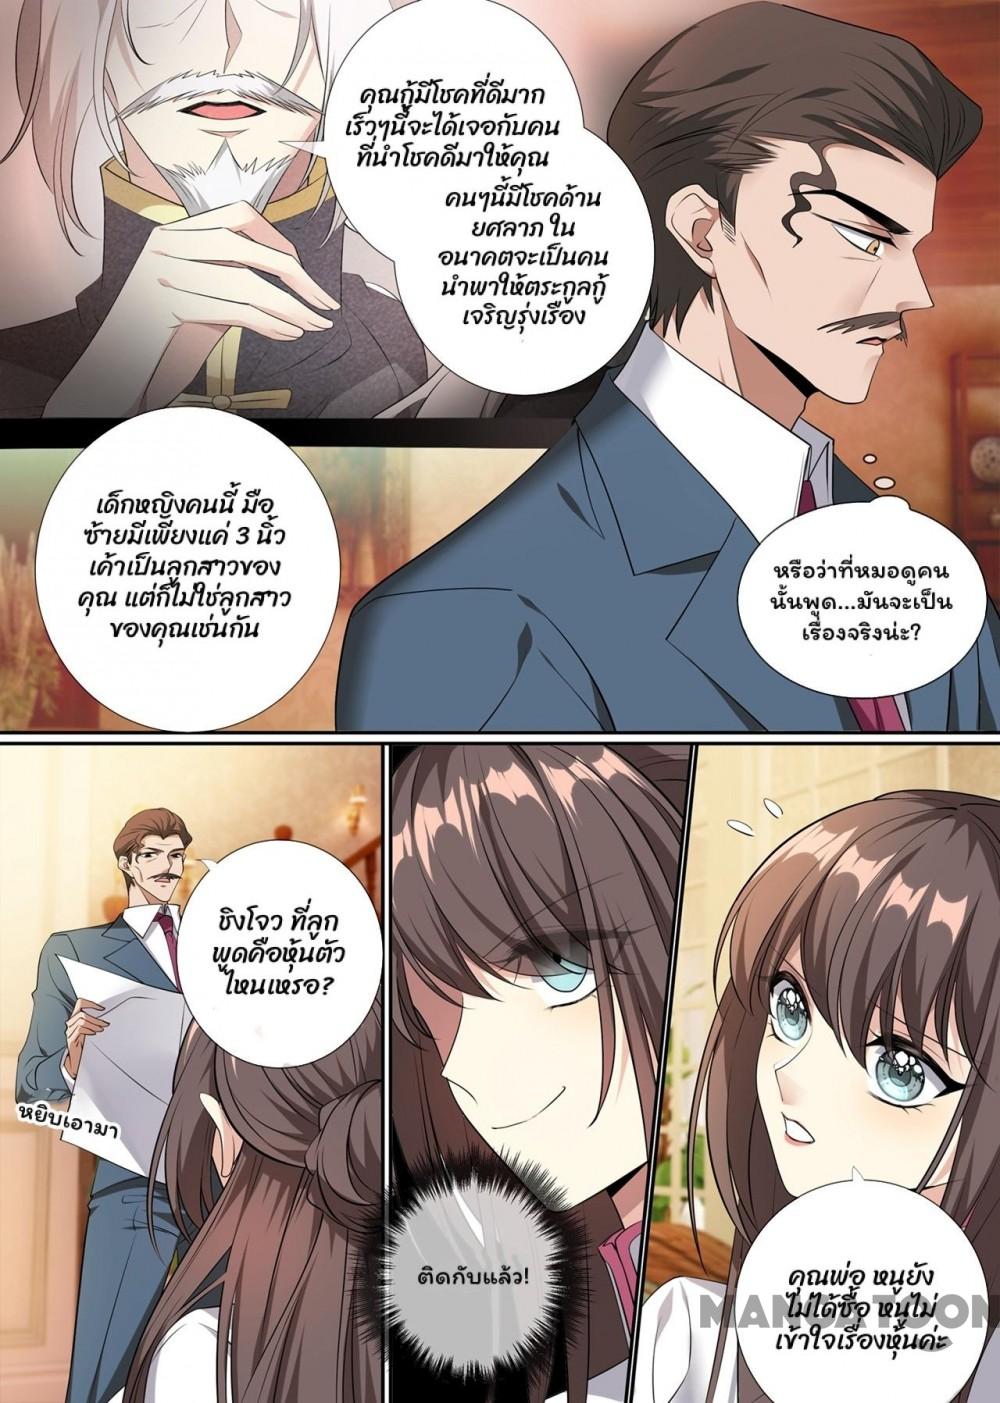 คุณกู้มีโชคที่ดีมาก
เร็วๆนี้จะได้เจอกับคน
ที่นำโชคดีมาให้คุณ
คนๆนี้มีโชคด้าน
ยศลาภ ใน
อนาคตจะเป็นคน
นำพาให้ตระกูลกู้
เจริญรุ่งเรือง
เด็กหญิงคนนี้ มือ
ซ้ายมีเพียงแค่ 3 นิ้ว
เค้าเป็นลูกสาวของ
คุณ แต่ก็ไม่ใช่ลูกสาว
ของคุณเช่นกัน
หรือว่าที่หมอดูคน
นั้นพูด...มันจะเป็น
เรื่องจริงน่ะ?
ชิงโจว ที่ลูก
พูดคือหุ้นตัว
ไหนเหรอ?
หยิบเอามา
ติดกับแล้ว!
คุณพ่อ หนูยัง
ไม่ได้ซื้อ หนูไม่
เข้าใจเรื่องหุ้นค่ะ
MANGATOON